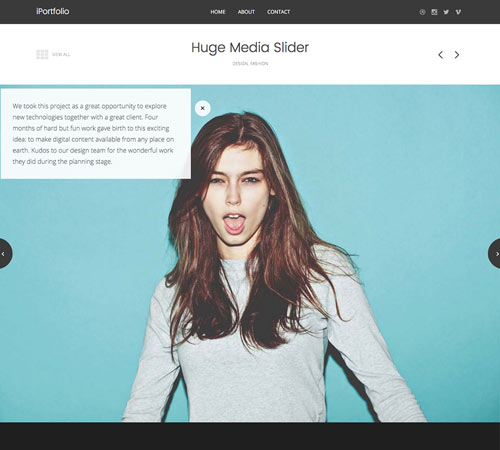 iPortfolio
HOME ABOUT CONTACT
VIEW ALL
Huge Media Slider
DESIGN, FASHION
We took this project as a great opportunity to explore
new technologies together with a great client. Four
months of hard but fun work gave birth to this exciting
idea: to make digital content available from any place on
earth. Kudos to our design team for the wonderful work
they did during the planning stage.